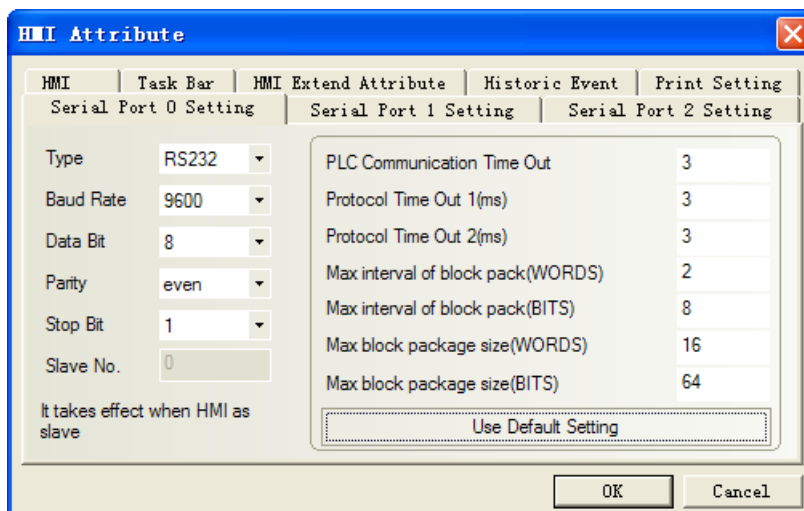 HMI Attribute
HMI Task Bar HMI Extend Attribute Historic Event Print Setting
Serial Port 0 Setting Serial Port 1 Setting Serial Port 2 Setting
Type RS232
Baud Rate 9600
Data Bit 8
Parity even
Stop Bit 1
Slave No. 0
It takes effect when HMI as
slave
PLC Communication Time Out 3
Protocol Time Out 1(ms) 3
Protocol Time Out 2(ms) 3
Max interval of block pack(WORDS) 2
Max interval of block pack(BITS) 8
Max block package size(WORDS) 16
Max block package size(BITS) 64
Use Default Setting
OK Cancel